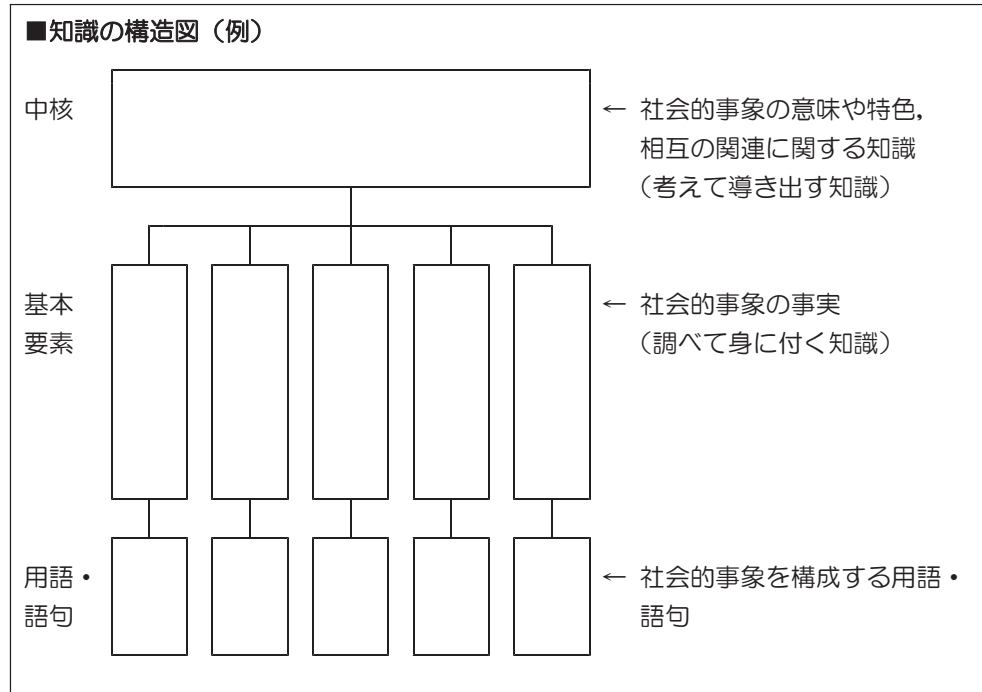 ■知識の構造図(例)
中核
← 社会的事象の意味や特色,
相互の関連に関する知識
(考えて導き出す知識)
基本
要素
← 社会的事象の事実
(調べて身に付く知識)
用語・
語句
← 社会的事象を構成する用語・
語句